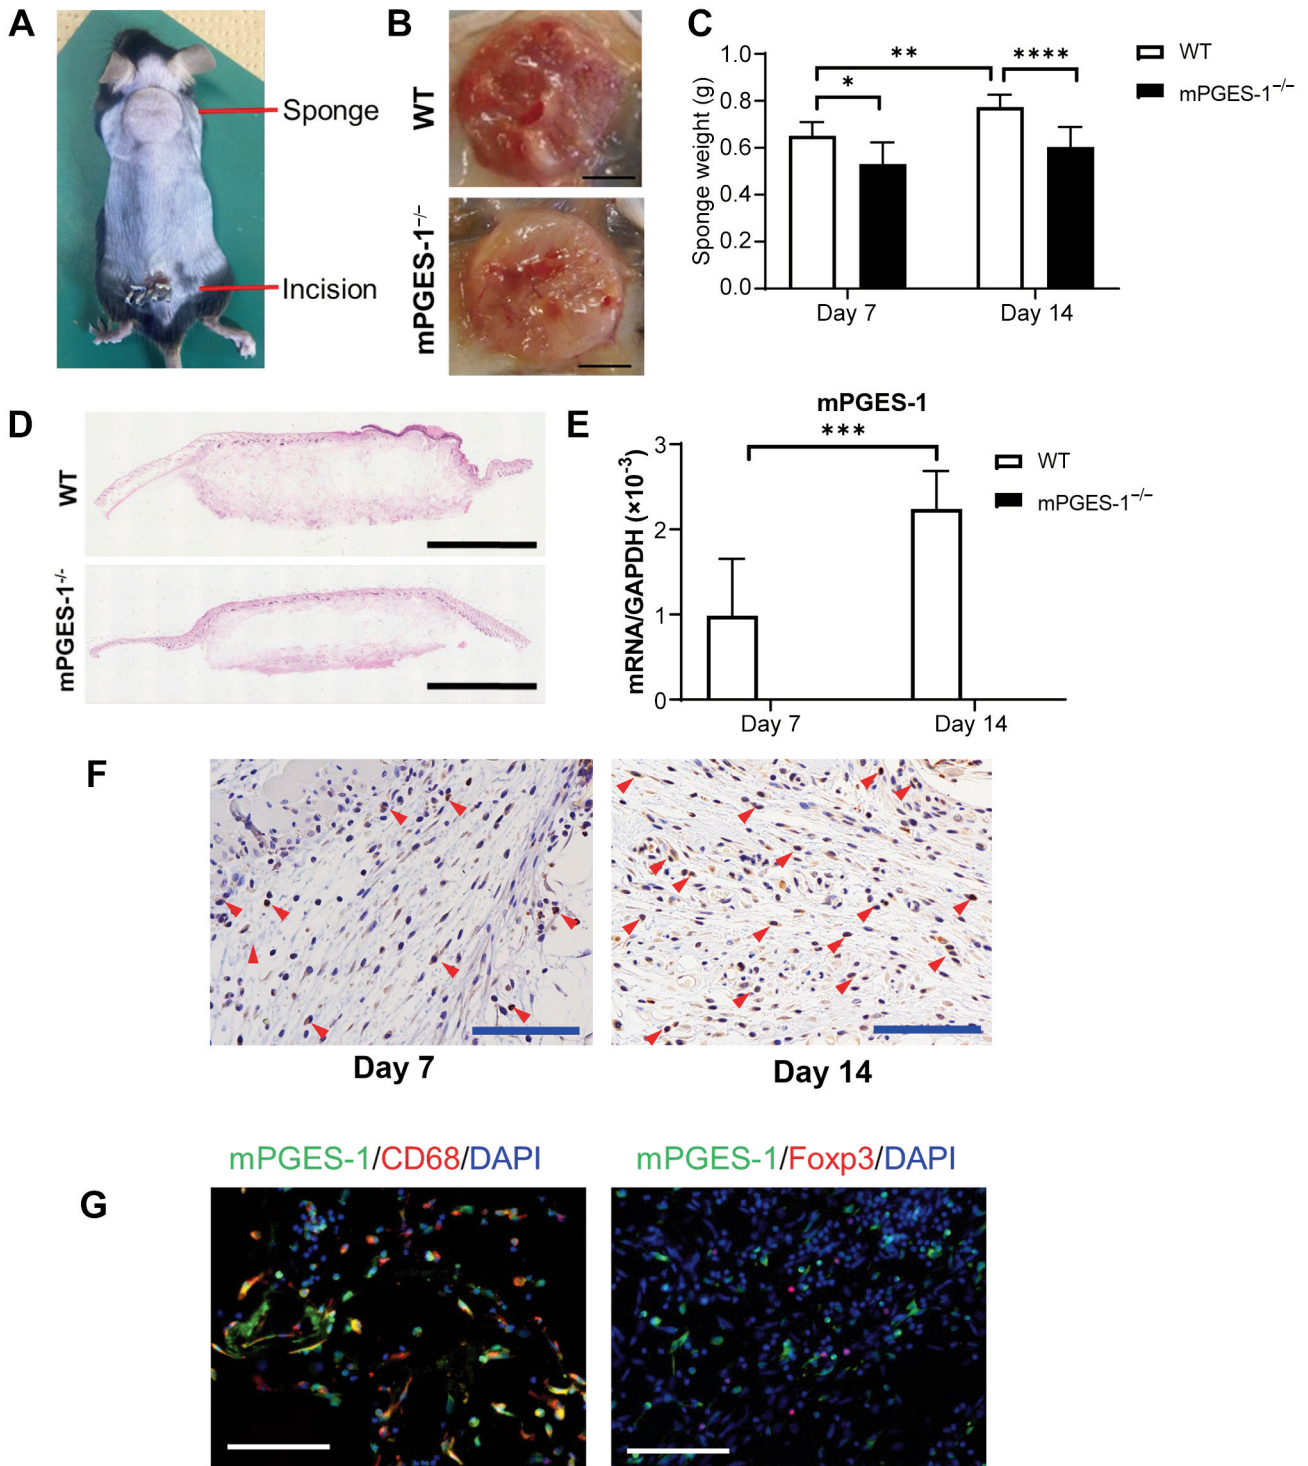 A
Sponge
Incision
B
WT
mPGES-1−/−
C
Sponge weight (g)
1.0
0.8
0.6
0.4
0.2
0.0
**
****
*
Day 7
Day 14
WT
mPGES-1−/−
D
WT
mPGES-1-/-
E
mPGES-1
***
mRNA/GAPDH (×10-3)
3
2
1
0
Day 7
Day 14
WT
mPGES-1−/−
F
Day 7
Day 14
mPGES-1/CD68/DAPI
mPGES-1/Foxp3/DAPI
G